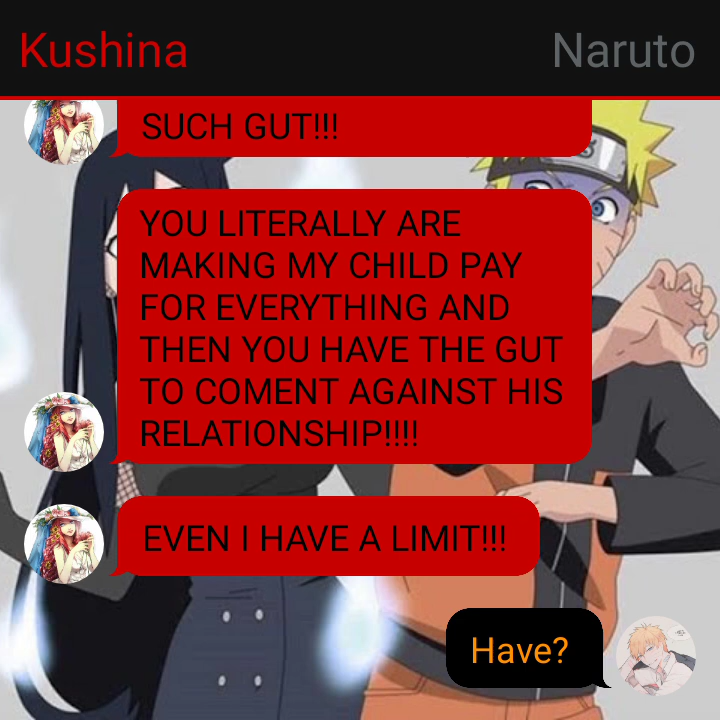 Kushina
Naruto
SUCH GUT!!!
YOU LITERALLY ARE
MAKING MY CHILD PAY
FOR EVERYTHING AND
THEN YOU HAVE THE GUT
TO COMENT AGAINST HIS
RELATIONSHIP!!!!
EVEN I HAVE A LIMIT!!!
Have?